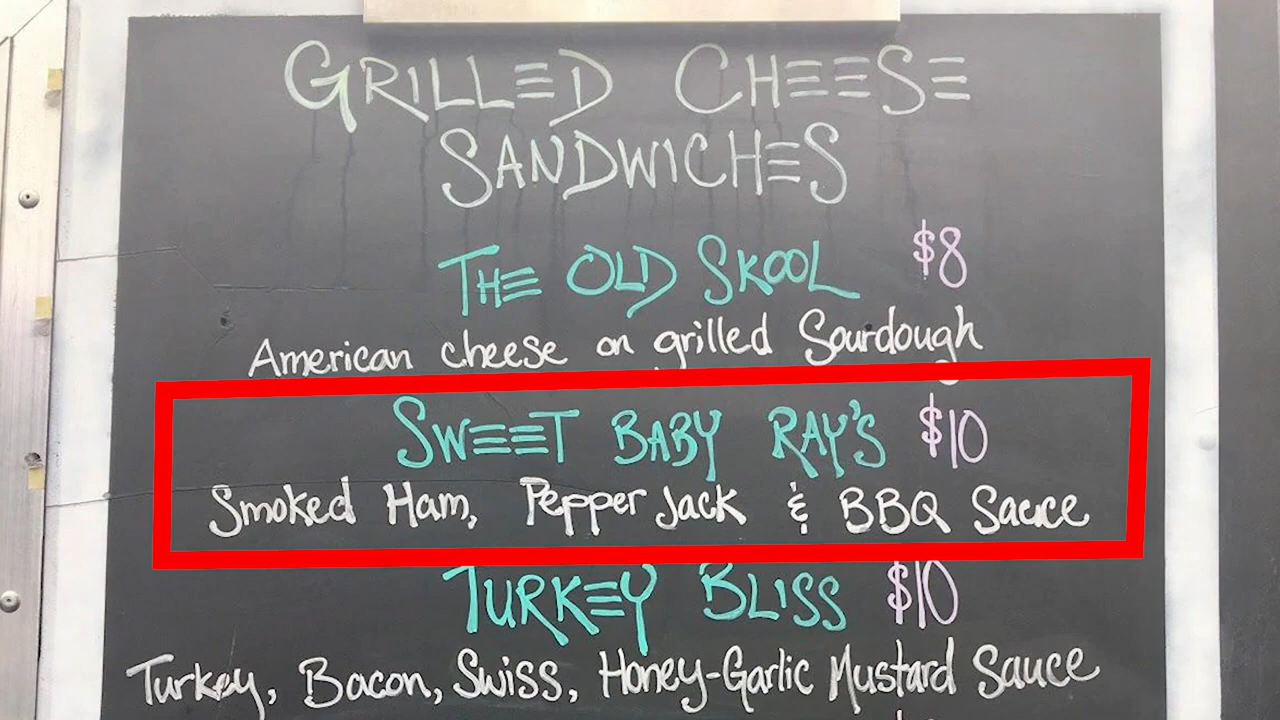 GRILLED CHEESE
SANDWICHES
THE OLD SKOOL $8
American cheese on grilled Sourdough
SWEET BABY RAY'S $10
Smoked Ham, Pepper Jack & BBQ Sauce
TURKEY BLISS $10
Turkey, Bacon, Swiss, Honey-Garlic Mustard Sauce